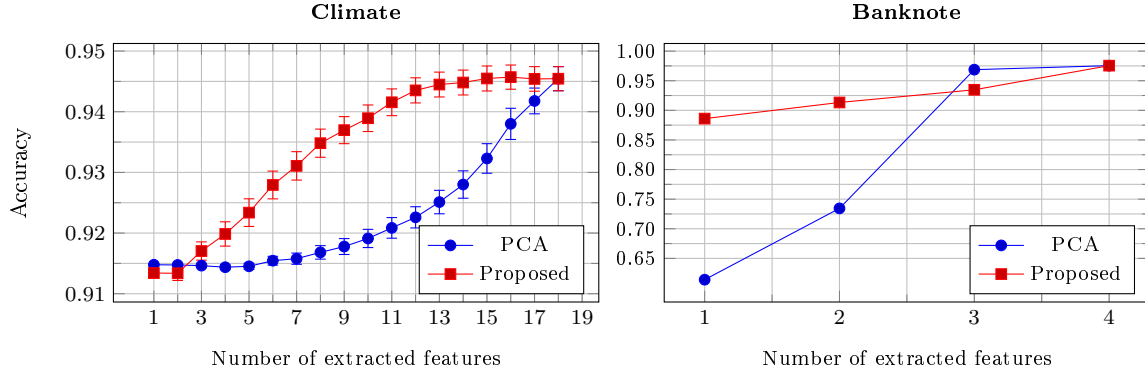 Climate
Banknote
0.95
0.94
0.93
0.92
0.91
Accuracy
PCA
Proposed
1 3 5 7 9 11 13 15 17 19
Number of extracted features
1.00
0.95
0.90
0.85
0.80
0.75
0.70
0.65
PCA
Proposed
1 2 3 4
Number of extracted features